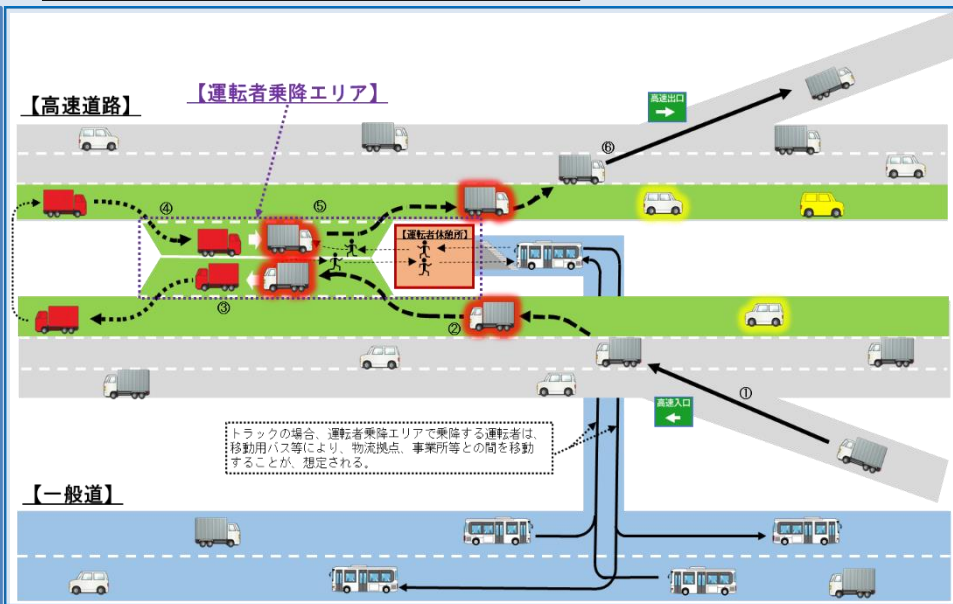 【運転者乗降エリア】
【高速道路】
高速出口
⑥
④
⑤
【運転者休憩所】
③
②
①
高速入口
トラックの場合、運転者乗降エリアで乗降する運転者は、
移動用バス等により、物流拠点、事業所等との間を移動
することが、想定される。
【一般道】